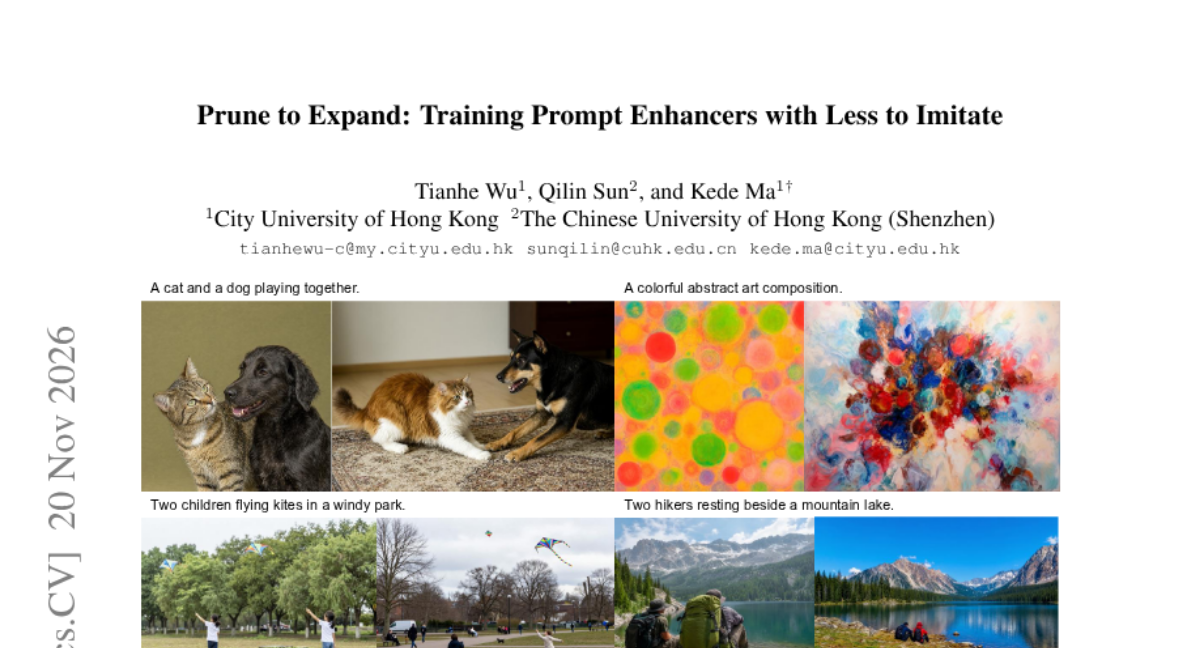 Prune to Expand: Training Prompt Enhancers with Less to Imitate
Tianhe Wu¹, Qilin Sun², and Kede Ma¹†
¹City University of Hong Kong ²The Chinese University of Hong Kong (Shenzhen)
tianhewu-c@my.cityu.edu.hk sunqilin@cuhk.edu.cn kede.ma@cityu.edu.hk
A cat and a dog playing together.
A colorful abstract art composition.
Two children flying kites in a windy park.
Two hikers resting beside a mountain lake.
cs.CV] 20 Nov 2026